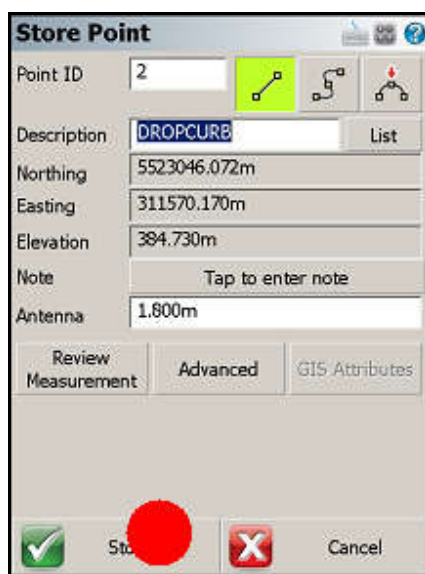 Store Point
Point ID 2
Description DROPCURB List
Northing 5523046.072m
Easting 311570.170m
Elevation 384.730m
Note Tap to enter note
Antenna 1.800m
Review Measurement Advanced GIS Attributes
Cancel